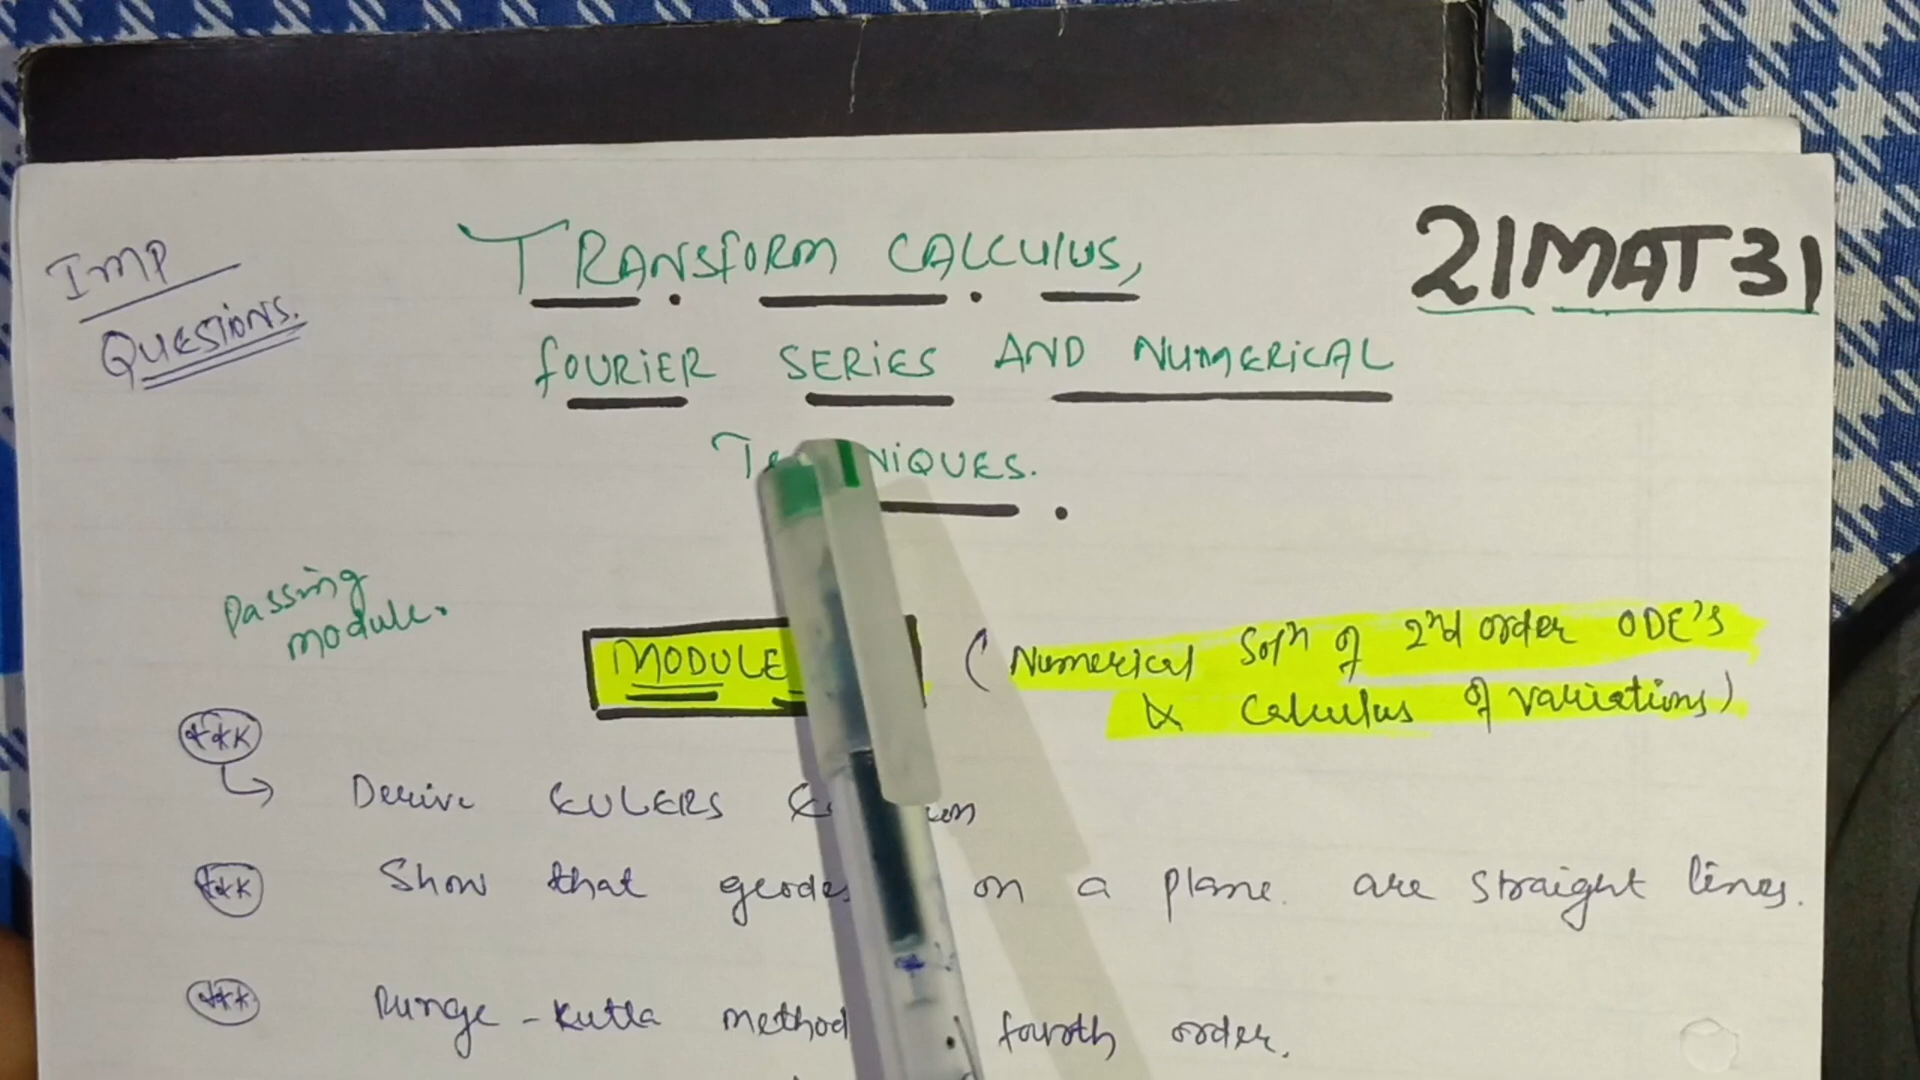 IMP
QUESTIONS.
TRANSFORM CALCULUS,
21MAT31
FOURIER SERIES AND NUMERICAL
NIQUES.
Passing
module.
MODULE
(Numerical Solⁿ of 2nd order ODE's
& Calculus of variations)
***
Derive EULERS
***
Show that geodes on a plane. are straight lines.
***
Runge-Kutta method fourth order.